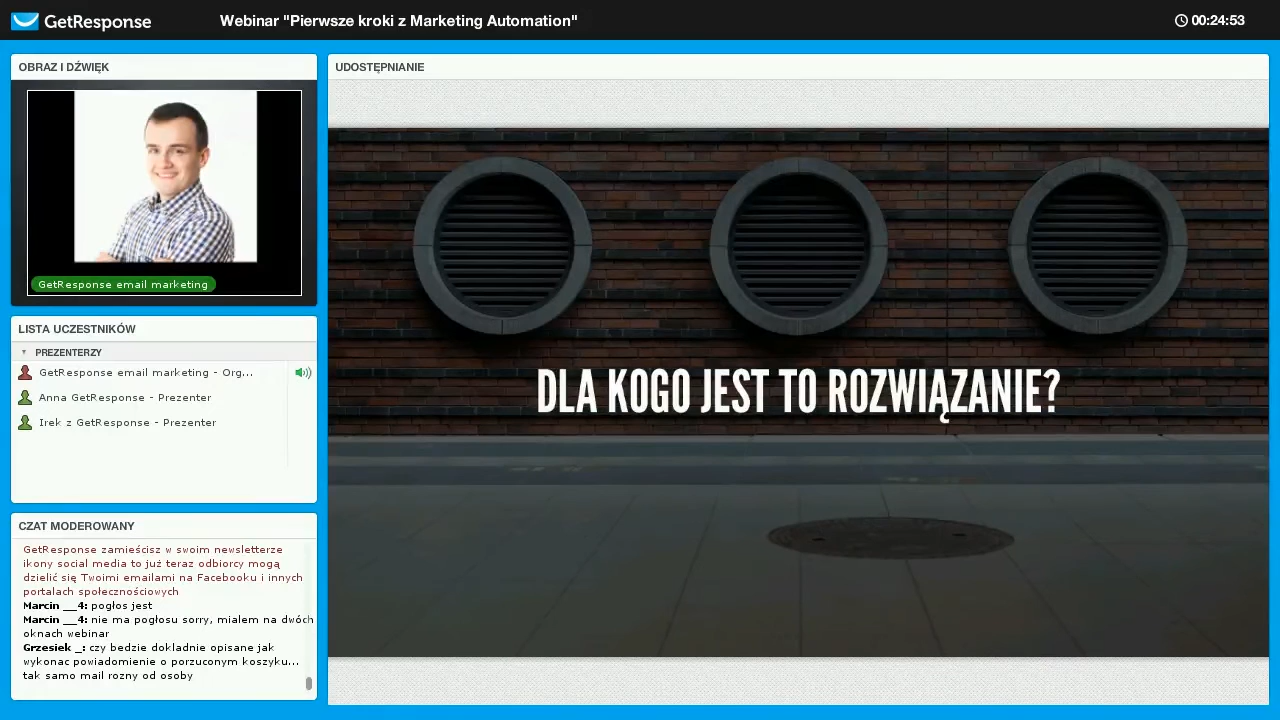 GetResponse
Webinar "Pierwsze kroki z Marketing Automation"
00:24:53
OBRAZ I DŹWIĘK
GetResponse email marketing
LISTA UCZESTNIKÓW
PREZENTERZY
GetResponse email marketing - Org...
Anna GetResponse - Prezenter
Irek z GetResponse - Prezenter
CZAT MODEROWANY
GetResponse zamieścisz w swoim newsletterze
ikony social media to już teraz odbiorcy mogą
dzielić się Twoimi emailami na Facebooku i innych
portalach społecznościowych
Marcin __4: pogłos jest
Marcin __4: nie ma pogłosu sorry, mialem na dwóch
oknach webinar
Grzesiek _: czy bedzie dokladnie opisane jak
wykonac powiadomienie o porzuconym koszyku...
tak samo mail rozny od osoby
UDOSTĘPNIANIE
DLA KOGO JEST TO ROZWIĄZANIE?